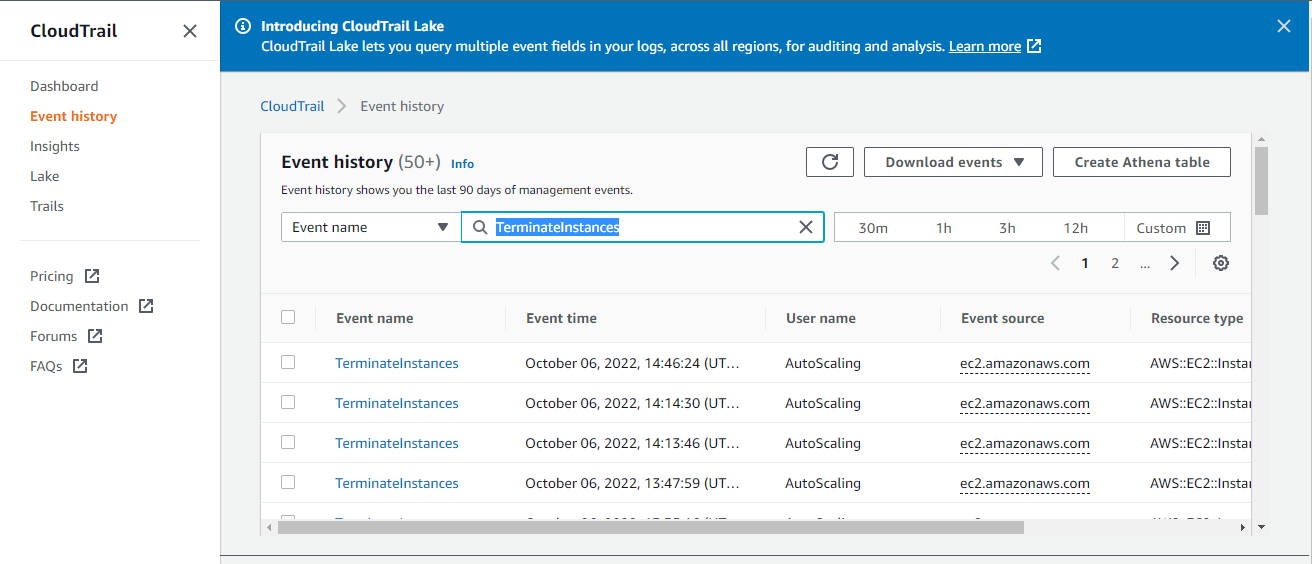 CloudTrail
Introducing CloudTrail Lake
CloudTrail Lake lets you query multiple event fields in your logs, across all regions, for auditing and analysis. Learn more
Dashboard
Event history
Insights
Lake
Trails
Pricing
Documentation
Forums
FAQs
CloudTrail > Event history
Event history (50+) Info
Download events
Create Athena table
Event history shows you the last 90 days of management events.
Event name
TerminateInstances
30m 1h 3h 12h Custom
1 2 ...
Event name Event time User name Event source Resource type
TerminateInstances October 06, 2022, 14:46:24 (UT… AutoScaling ec2.amazonaws.com AWS::EC2::Instan
TerminateInstances October 06, 2022, 14:14:30 (UT… AutoScaling ec2.amazonaws.com AWS::EC2::Instan
TerminateInstances October 06, 2022, 14:13:46 (UT… AutoScaling ec2.amazonaws.com AWS::EC2::Instan
TerminateInstances October 06, 2022, 13:47:59 (UT… AutoScaling ec2.amazonaws.com AWS::EC2::Instan